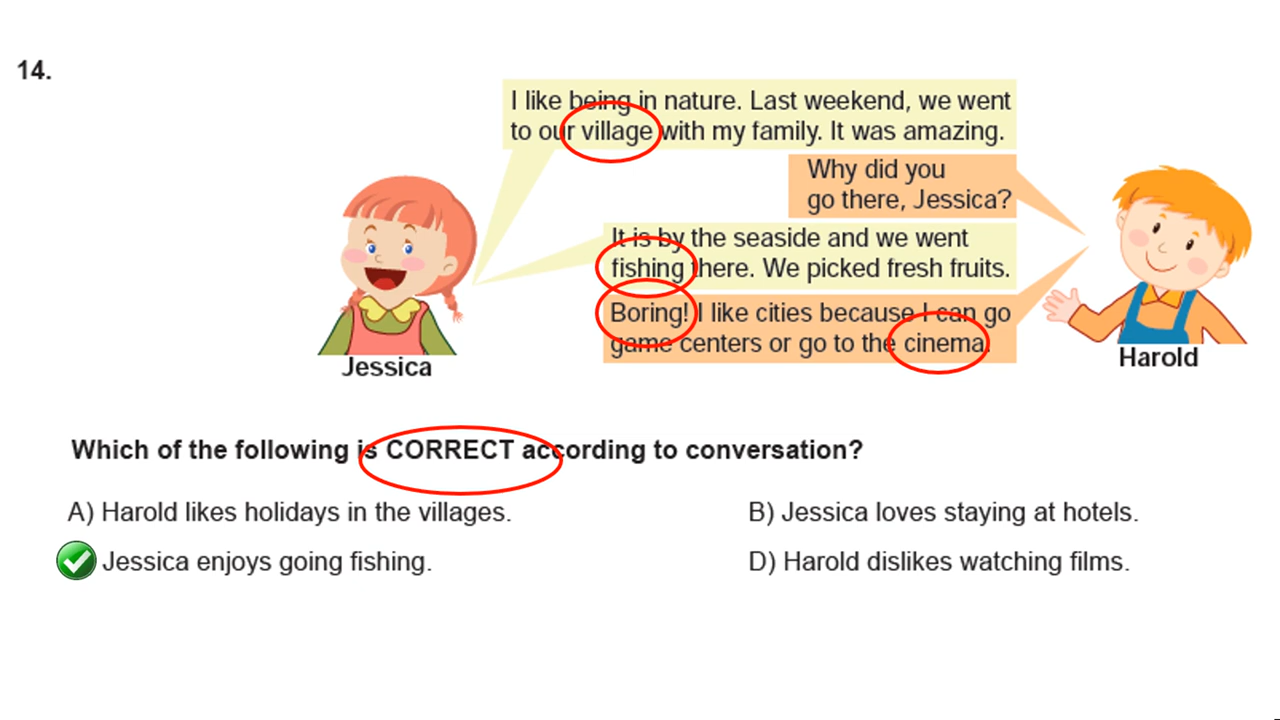 14.
I like being in nature. Last weekend, we went
to our village with my family. It was amazing.
Why did you
go there, Jessica?
It is by the seaside and we went
fishing there. We picked fresh fruits.
Boring! I like cities because I can go
game centers or go to the cinema.
Jessica
Harold
Which of the following is CORRECT according to conversation?
A) Harold likes holidays in the villages.
B) Jessica loves staying at hotels.
Jessica enjoys going fishing.
D) Harold dislikes watching films.